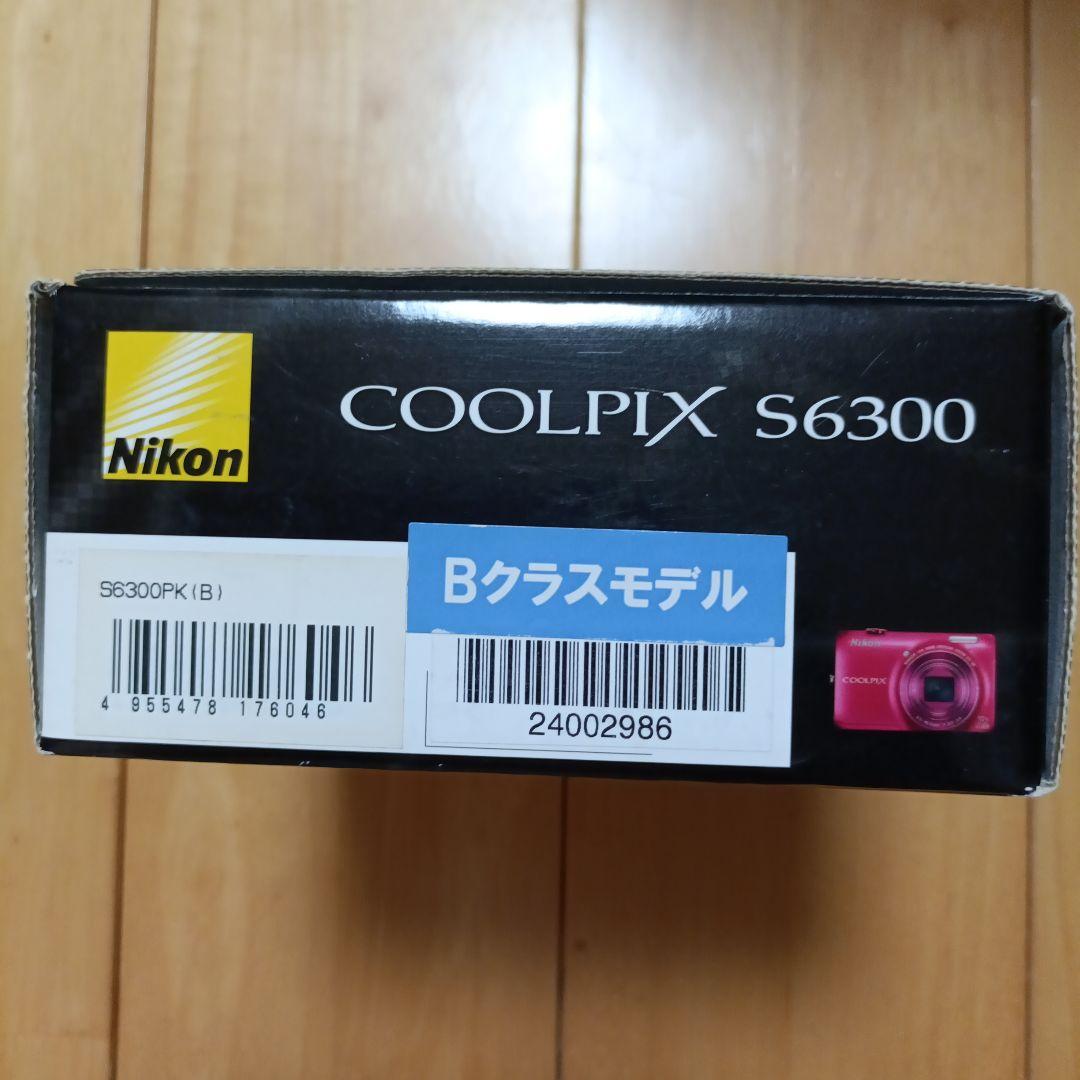 Nikon
COOLPIX S6300
S6300PK(B)
4 955478 176046
Bクラスモデル
24002986
Nikon
COOLPIX